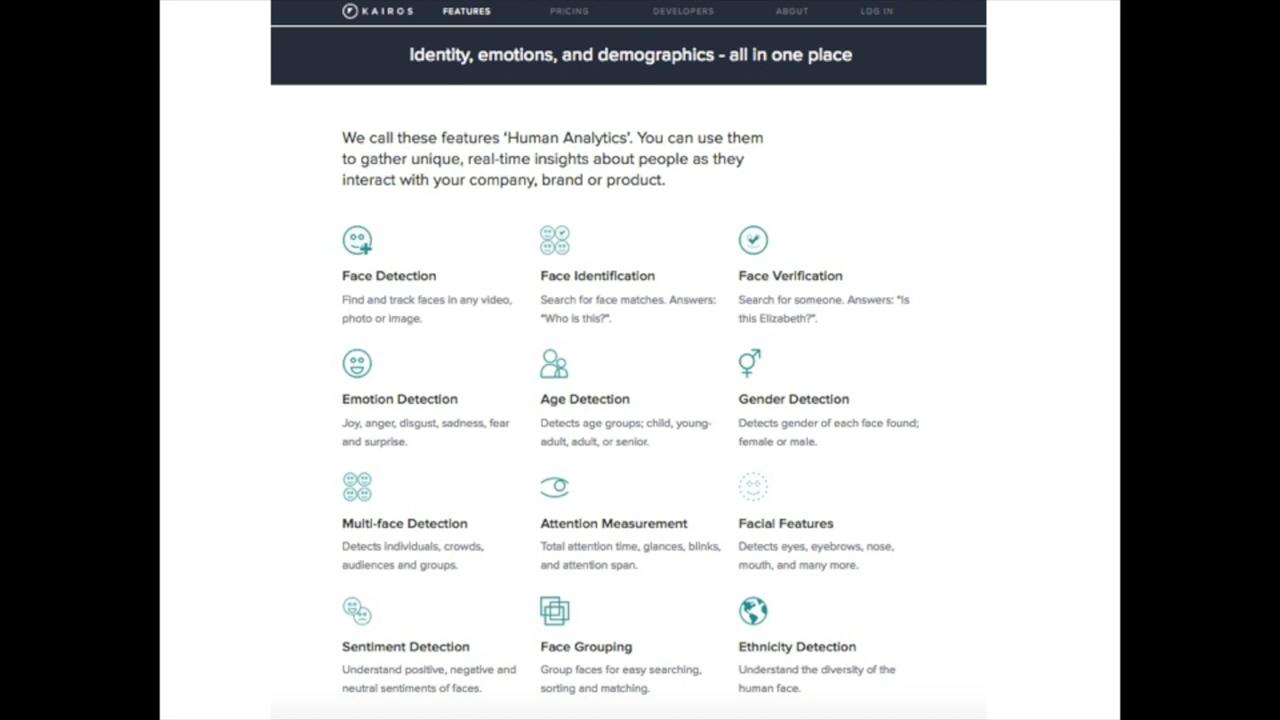 KAIROS FEATURES PRICING DEVELOPERS ABOUT LOG IN
Identity, emotions, and demographics - all in one place
We call these features ‘Human Analytics’. You can use them
to gather unique, real-time insights about people as they
interact with your company, brand or product.
Face Detection
Find and track faces in any video,
photo or image.
Face Identification
Search for face matches. Answers:
“Who is this?”.
Face Verification
Search for someone. Answers: “Is
this Elizabeth?”.
Emotion Detection
Joy, anger, disgust, sadness, fear
and surprise.
Age Detection
Detects age groups; child, young-
adult, adult, or senior.
Gender Detection
Detects gender of each face found;
female or male.
Multi-face Detection
Detects individuals, crowds,
audiences and groups.
Attention Measurement
Total attention time, glances, blinks,
and attention span.
Facial Features
Detects eyes, eyebrows, nose,
mouth, and many more.
Sentiment Detection
Understand positive, negative and
neutral sentiments of faces.
Face Grouping
Group faces for easy searching,
sorting and matching.
Ethnicity Detection
Understand the diversity of the
human face.